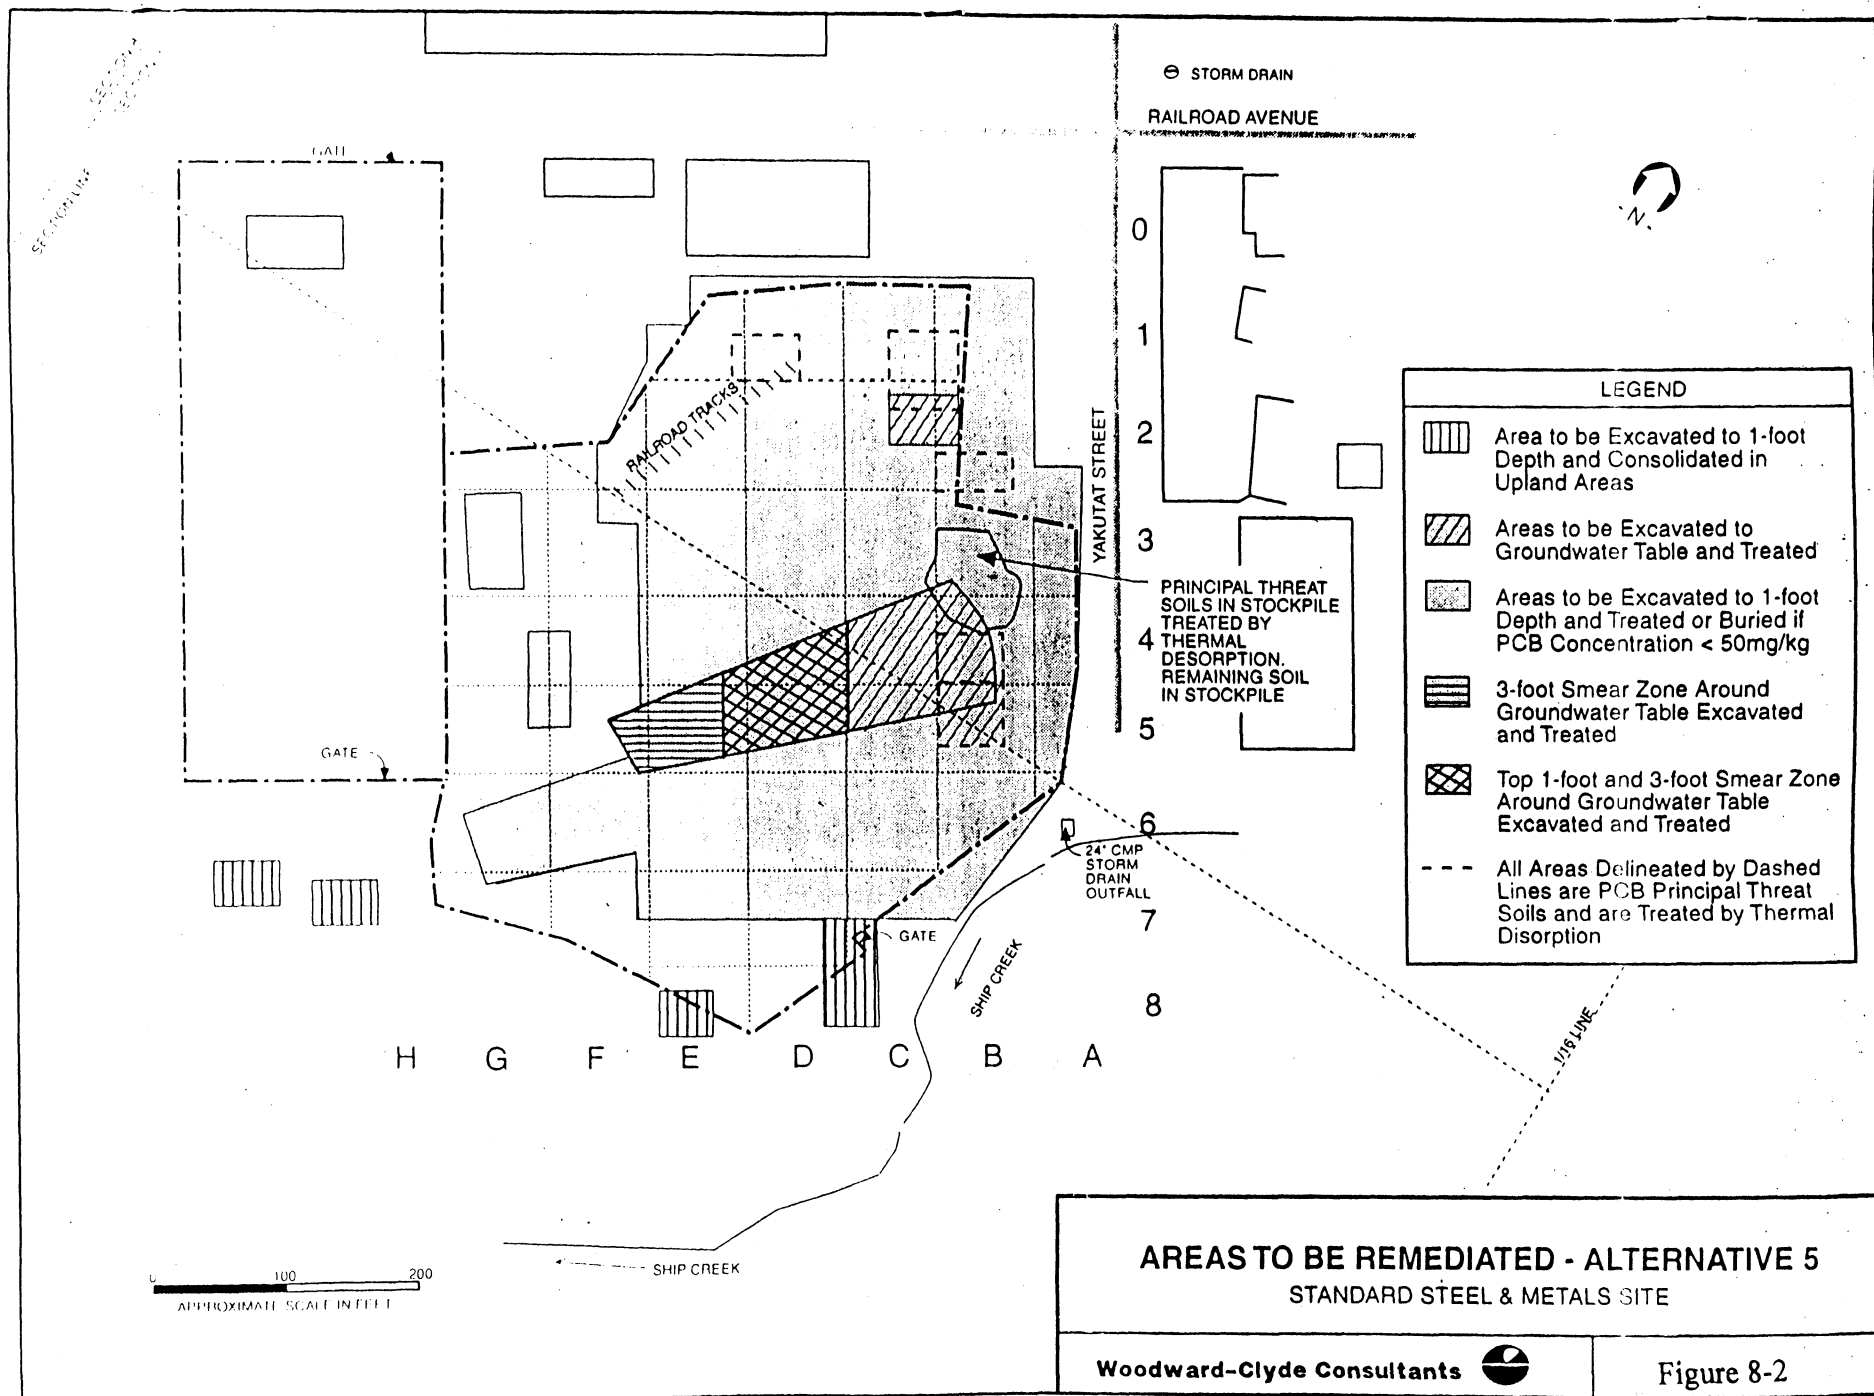 SECTION LINE
GATE
STORM DRAIN
RAILROAD AVENUE
N
0
1
2
3
4
5
6
7
8
RAILROAD TRACKS
YAKUTAT STREET
PRINCIPAL THREAT
SOILS IN STOCKPILE
TREATED BY
THERMAL
DESORPTION.
REMAINING SOIL
IN STOCKPILE
GATE
24" CMP
STORM
DRAIN
OUTFALL
GATE
SHIP CREEK
1/16 LINE
H G F E D C B A
SHIP CREEK
0 100 200
APPROXIMATE SCALE IN FEET
LEGEND
Area to be Excavated to 1-foot
Depth and Consolidated in
Upland Areas
Areas to be Excavated to
Groundwater Table and Treated
Areas to be Excavated to 1-foot
Depth and Treated or Buried if
PCB Concentration < 50mg/kg
3-foot Smear Zone Around
Groundwater Table Excavated
and Treated
Top 1-foot and 3-foot Smear Zone
Around Groundwater Table
Excavated and Treated
All Areas Delineated by Dashed
Lines are PCB Principal Threat
Soils and are Treated by Thermal
Disorption
AREAS TO BE REMEDIATED - ALTERNATIVE 5
STANDARD STEEL & METALS SITE
Woodward-Clyde Consultants
Figure 8-2